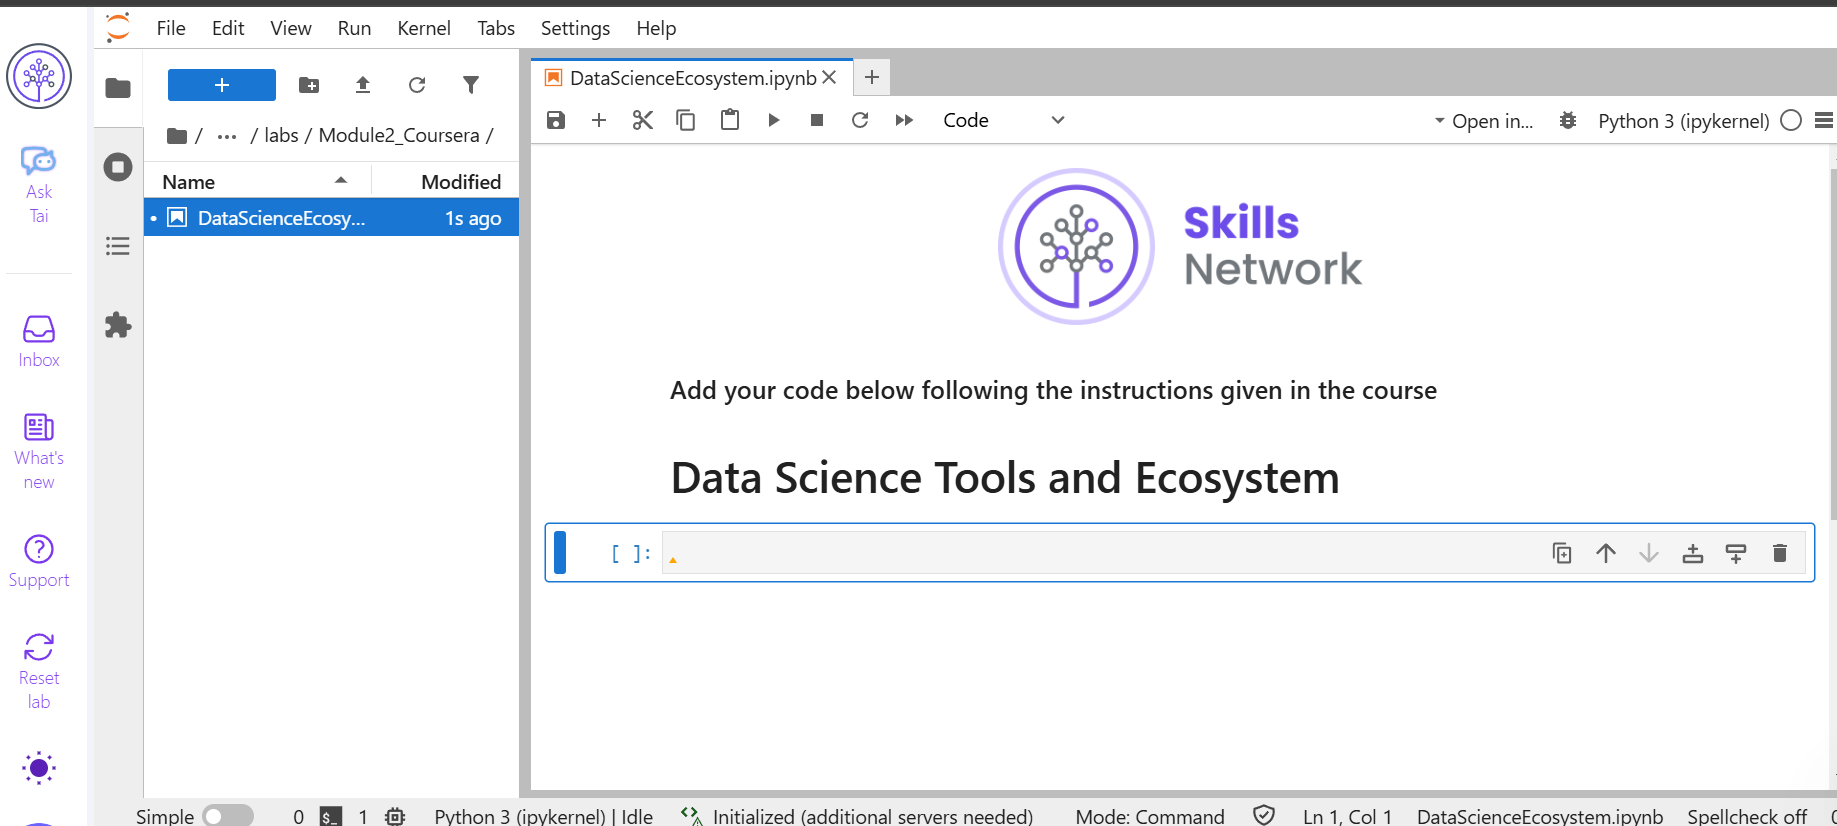 File Edit View Run Kernel Tabs Settings Help
Ask
Tai
Inbox
What's
new
Support
Reset
lab
/ ... / labs / Module2_Coursera /
Name Modified
DataScienceEcosy... 1s ago
DataScienceEcosystem.ipynb
Code
Open in...
Python 3 (ipykernel)
Skills
Network
Add your code below following the instructions given in the course
Data Science Tools and Ecosystem
[ ]:
Simple 0 $_ 1 Python 3 (ipykernel) | Idle Initialized (additional servers needed) Mode: Command Ln 1, Col 1 DataScienceEcosystem.ipynb Spellcheck off